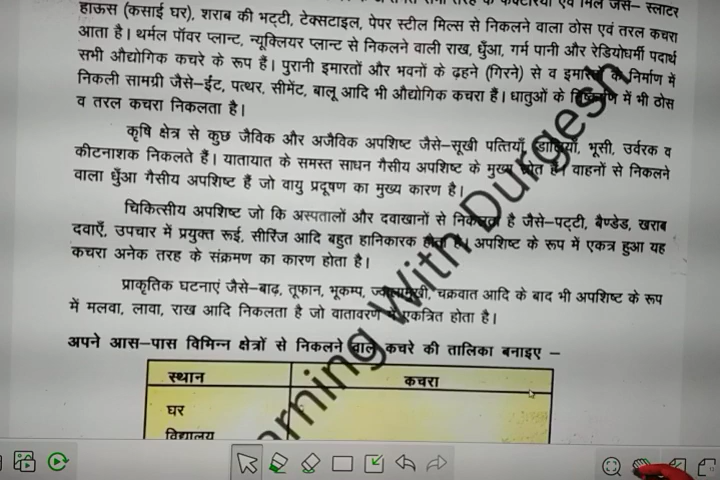 हाऊस (कसाई घर), शराब की भट्टी, टेक्सटाइल, पेपर स्टील मिल्स से निकलने वाला ठोस एवं तरल कचरा
आता है। थर्मल पॉवर प्लान्ट, न्यूक्लियर प्लान्ट से निकलने वाली राख, धुँआ, गर्म पानी और रेडियोधर्मी पदार्थ
सभी औद्योगिक कचरे के रूप हैं। पुरानी इमारतों और भवनों के ढहने (गिरने) से व इमारतों के निर्माण में
निकली सामग्री जैसे–ईंट, पत्थर, सीमेंट, बालू आदि भी औद्योगिक कचरा हैं। धातुओं के निष्कर्षण में भी ठोस
व तरल कचरा निकलता है।
कृषि क्षेत्र से कुछ जैविक और अजैविक अपशिष्ट जैसे–सूखी पत्तियाँ, डालियाँ, भूसी, उर्वरक व
कीटनाशक निकलते हैं। यातायात के समस्त साधन गैसीय अपशिष्ट के मुख्य स्रोत हैं। वाहनों से निकलने
वाला धुँआ गैसीय अपशिष्ट हैं जो वायु प्रदूषण का मुख्य कारण है।
चिकित्सीय अपशिष्ट जो कि अस्पतालों और दवाखानों से निकलता है जैसे–पट्टी, बैण्डेड, खराब
दवाएँ, उपचार में प्रयुक्त रूई, सीरिंज आदि बहुत हानिकारक होता है। अपशिष्ट के रूप में एकत्र हुआ यह
कचरा अनेक तरह के संक्रमण का कारण होता है।
प्राकृतिक घटनाएं जैसे–बाढ़, तूफान, भूकम्प, ज्वालामुखी, चक्रवात आदि के बाद भी अपशिष्ट के रूप
में मलवा, लावा, राख आदि निकलता है जो वातावरण में एकत्रित होता है।
अपने आस–पास विभिन्न क्षेत्रों से निकलने वाले कचरे की तालिका बनाइए –
स्थान कचरा
घर
विद्यालय
arning With Durgesh